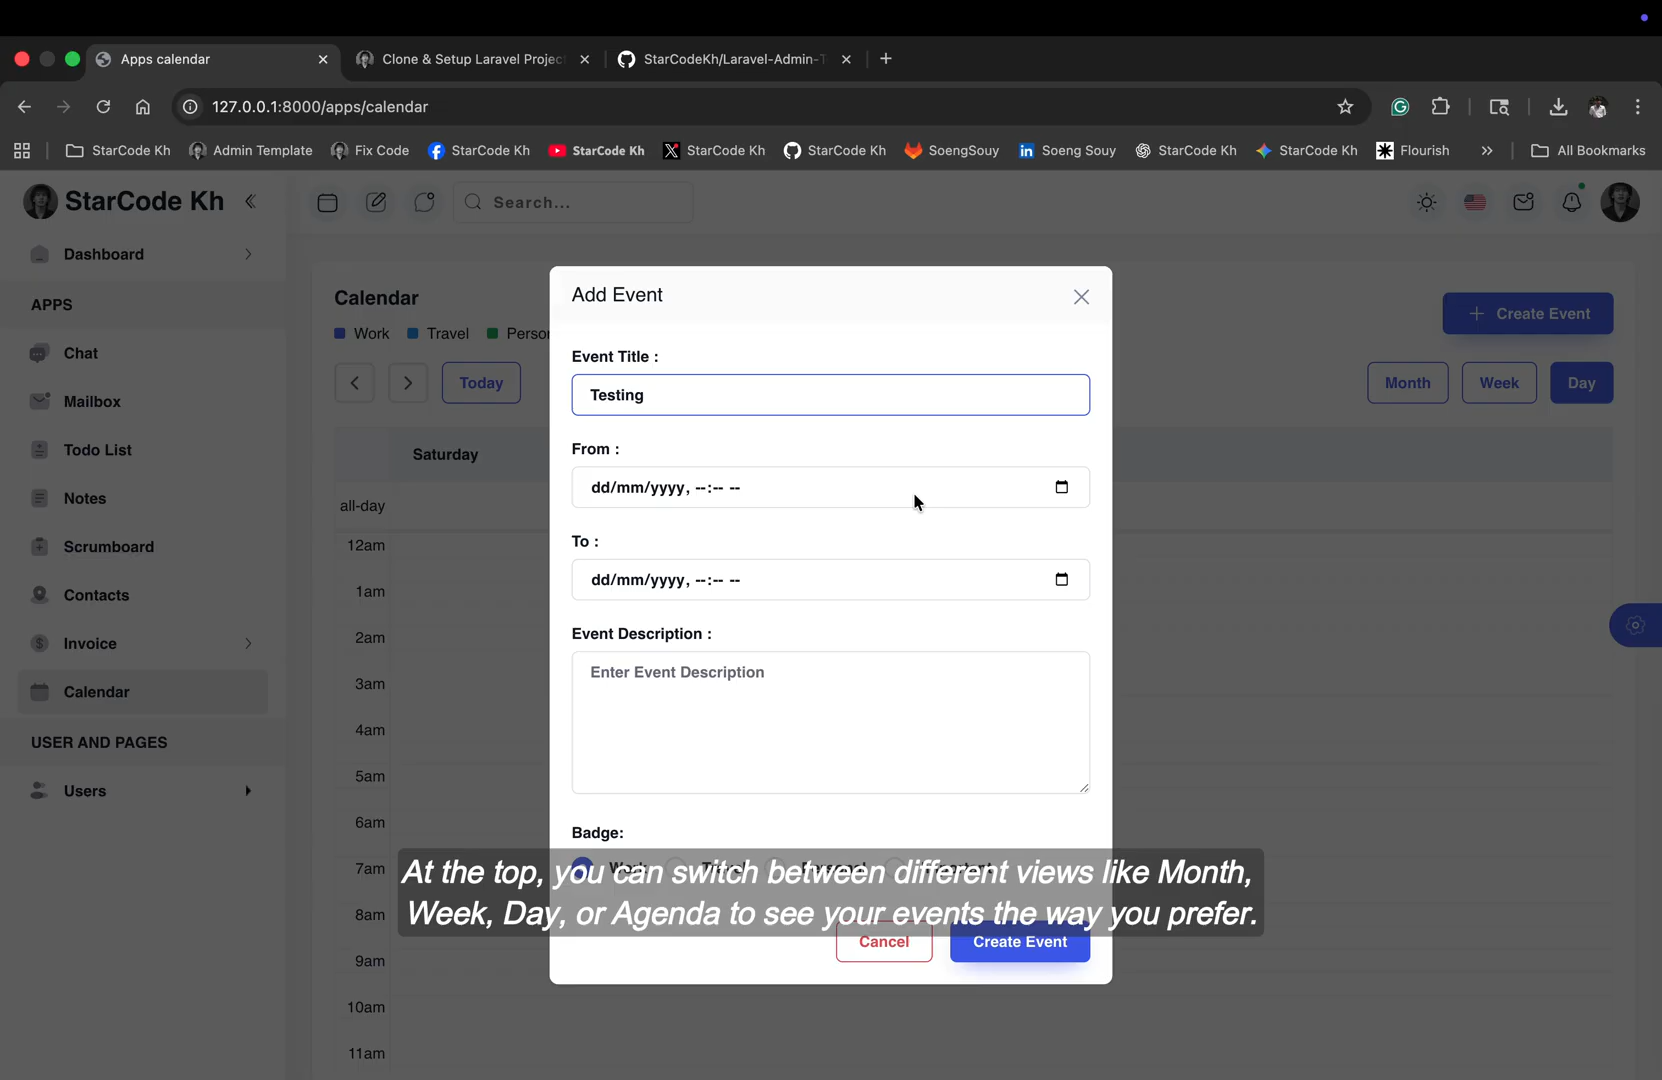 Apps calendar
Clone & Setup Laravel Projec
StarCodeKh/Laravel-Admin-T
127.0.0.1:8000/apps/calendar
StarCode Kh
Admin Template
Fix Code
StarCode Kh
StarCode Kh
StarCode Kh
StarCode Kh
SoengSouy
Soeng Souy
StarCode Kh
StarCode Kh
Flourish
All Bookmarks
StarCode Kh
Search...
Dashboard
APPS
Chat
Mailbox
Todo List
Notes
Scrumboard
Contacts
Invoice
Calendar
USER AND PAGES
Users
Calendar
Work
Travel
Person
Create Event
Today
Month
Week
Day
Saturday
all-day
12am
1am
2am
3am
4am
5am
6am
7am
8am
9am
10am
11am
Add Event
Event Title :
Testing
From :
dd/mm/yyyy, --:-- --
To :
dd/mm/yyyy, --:-- --
Event Description :
Enter Event Description
Badge:
Work
Travel
Personal
Important
At the top, you can switch between different views like Month,
Week, Day, or Agenda to see your events the way you prefer.
Cancel
Create Event